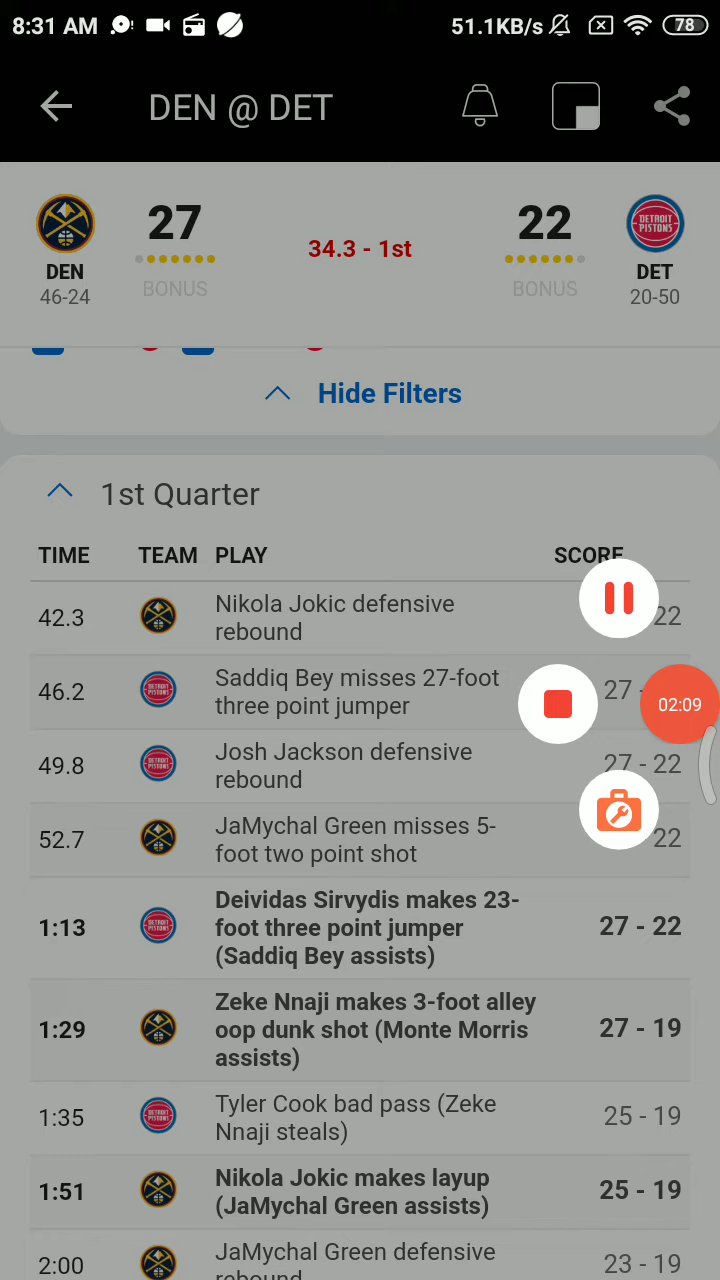 8:31 AM
51.1KB/s
78
DEN @ DET
27
22
34.3 - 1st
DEN
46-24
BONUS
BONUS
DET
20-50
DETROIT
PISTONS
Hide Filters
1st Quarter
TIME TEAM PLAY SCORE
42.3 Nikola Jokic defensive
rebound
22
46.2 Saddiq Bey misses 27-foot
three point jumper
27 -
02:09
49.8 Josh Jackson defensive
rebound
27 - 22
52.7 JaMychal Green misses 5-
foot two point shot
22
1:13 Deividas Sirvydis makes 23-
foot three point jumper
(Saddiq Bey assists)
27 - 22
1:29 Zeke Nnaji makes 3-foot alley
oop dunk shot (Monte Morris
assists)
27 - 19
1:35 Tyler Cook bad pass (Zeke
Nnaji steals)
25 - 19
1:51 Nikola Jokic makes layup
(JaMychal Green assists)
25 - 19
2:00 JaMychal Green defensive
rebound
23 - 19